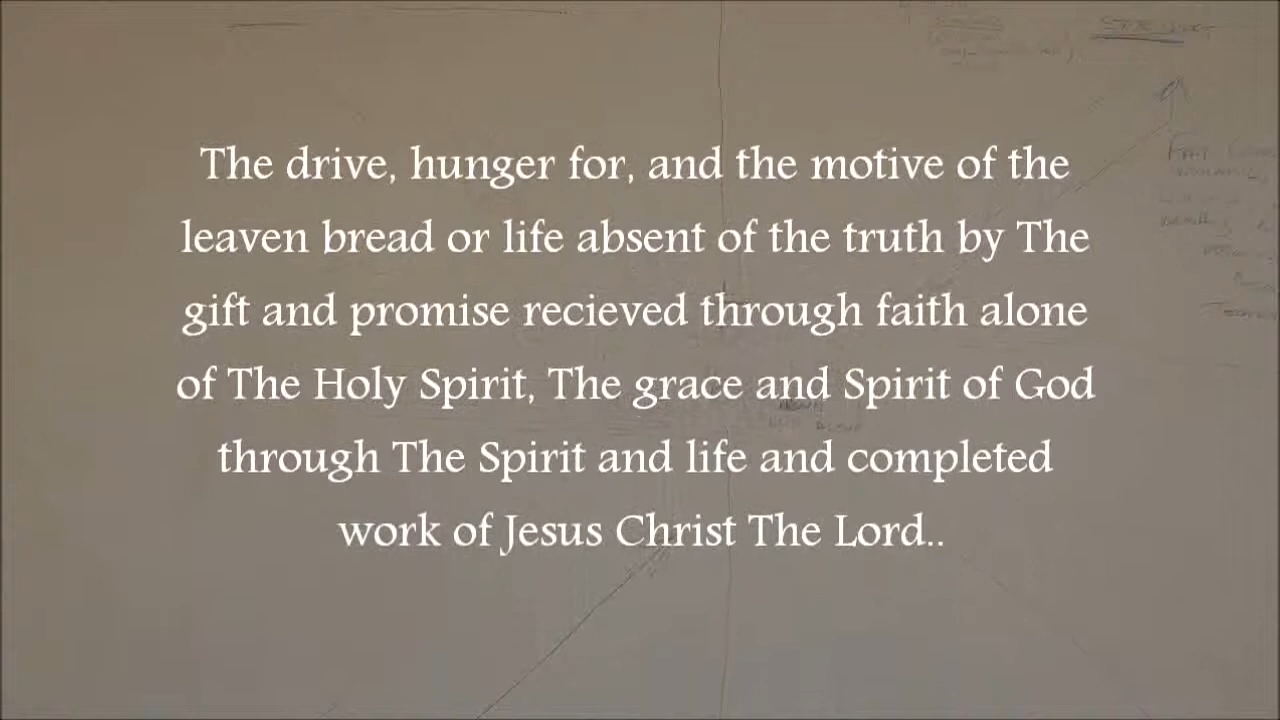 The drive, hunger for, and the motive of the
leaven bread or life absent of the truth by The
gift and promise recieved through faith alone
of The Holy Spirit, The grace and Spirit of God
through The Spirit and life and completed
work of Jesus Christ The Lord..